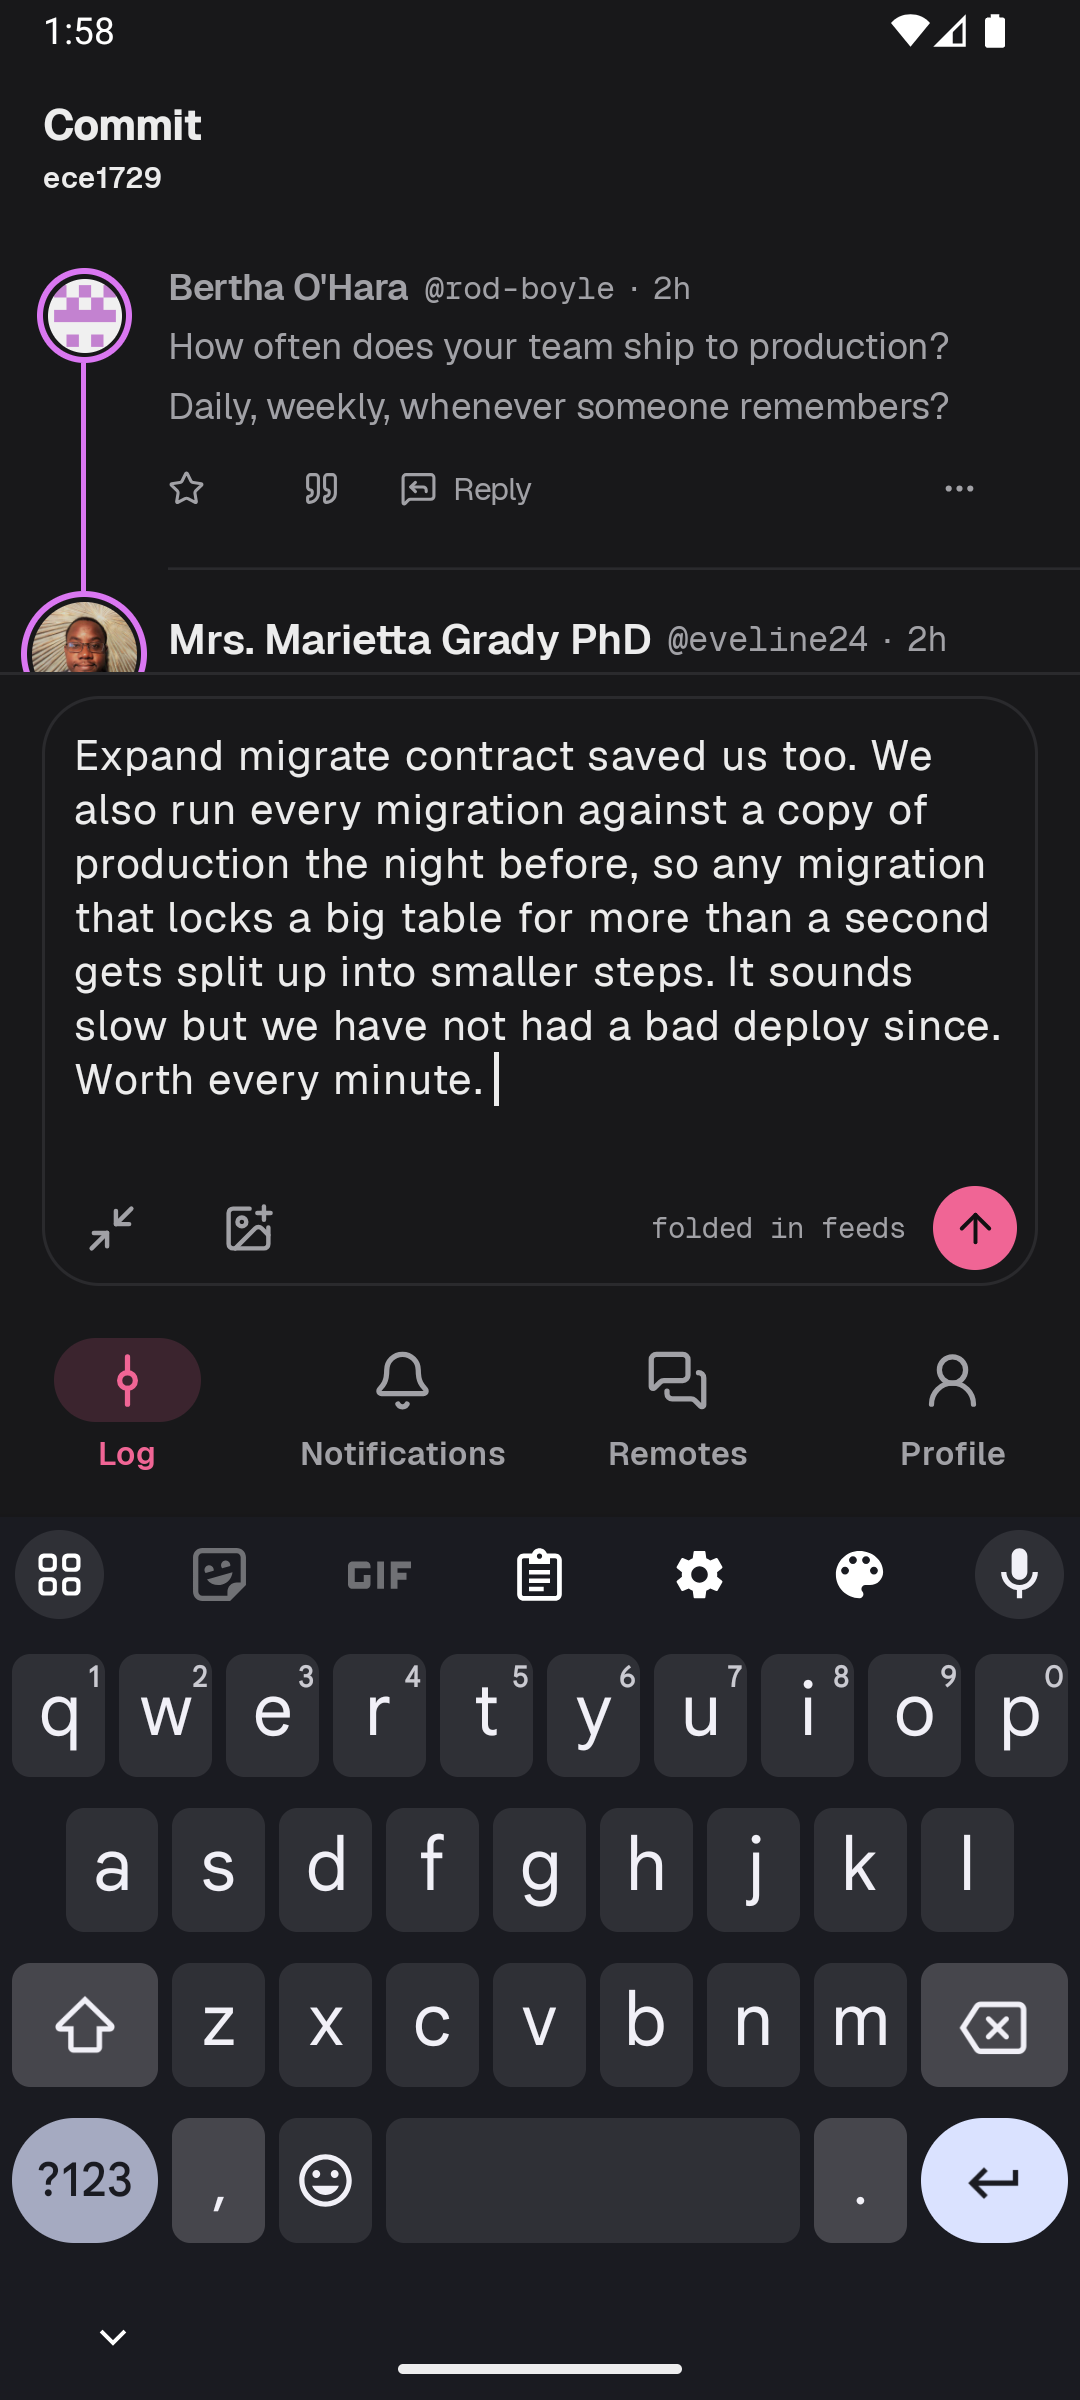 1:58
Commit
ece1729
Bertha O'Hara @rod-boyle · 2h
How often does your team ship to production?
Daily, weekly, whenever someone remembers?
Reply
Mrs. Marietta Grady PhD @eveline24 · 2h
Expand migrate contract saved us too. We
also run every migration against a copy of
production the night before, so any migration
that locks a big table for more than a second
gets split up into smaller steps. It sounds
slow but we have not had a bad deploy since.
Worth every minute.
folded in feeds
Log Notifications Remotes Profile
GIF
q1 w2 e3 r4 t5 y6 u7 i8 o9 p0
a s d f g h j k l
z x c v b n m
?123 , .